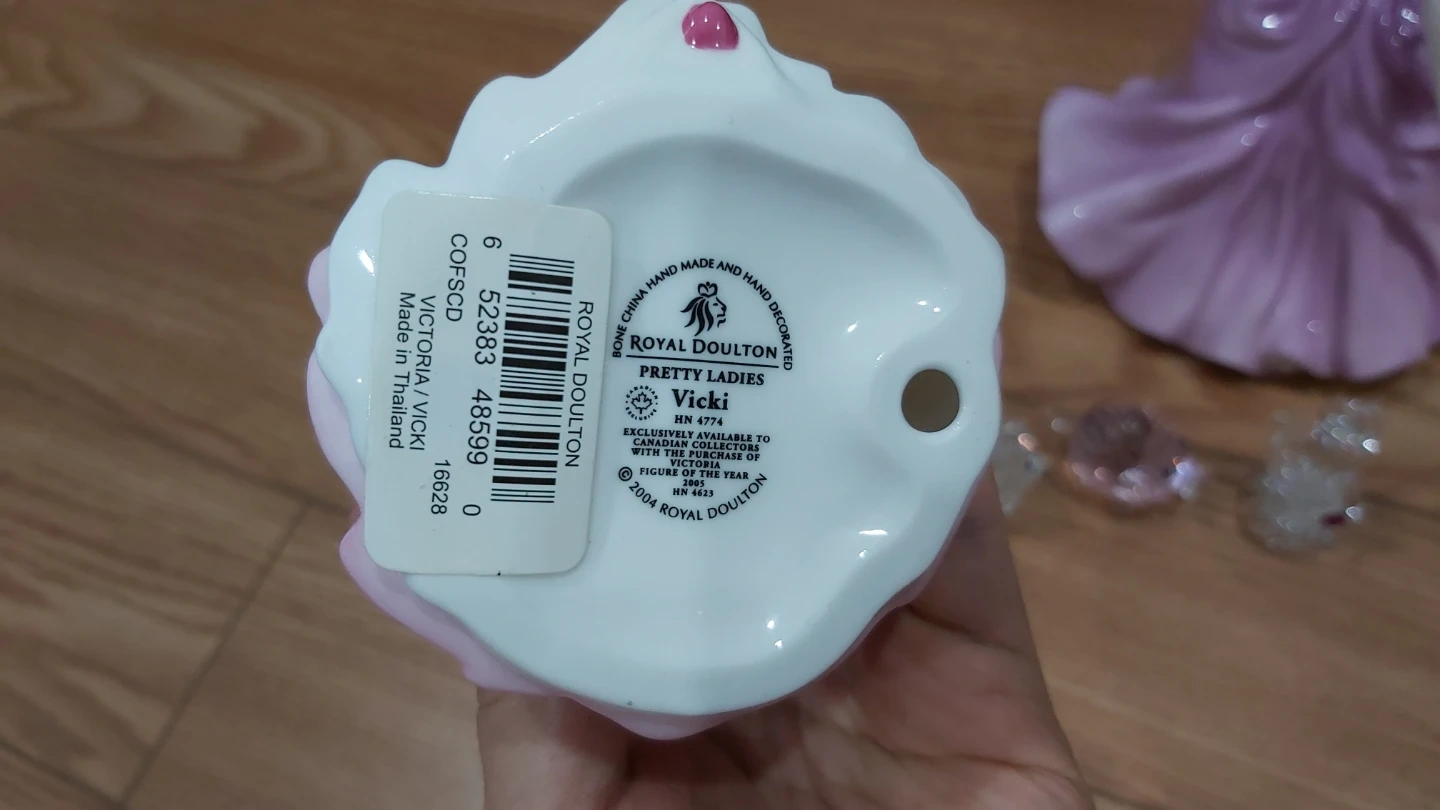 BONE CHINA HAND MADE AND HAND DECORATED
ROYAL DOULTON
PRETTY LADIES
Vicki
HN 4774
EXCLUSIVELY AVAILABLE TO
CANADIAN COLLECTORS
WITH THE PURCHASE OF
VICTORIA
FIGURE OF THE YEAR
2005
HN 4623
© 2004 ROYAL DOULTON
ROYAL DOULTON
6 52383 48599 0
COFSCD 16628
VICTORIA / VICKI
Made in Thailand